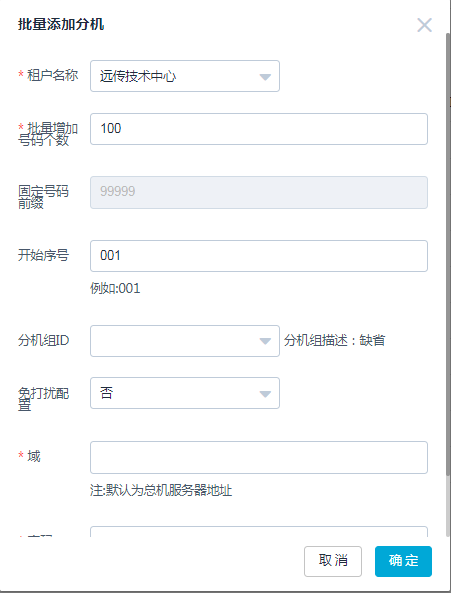 批量添加分机
* 租户名称 远传技术中心
* 批量增加
号码个数
100
固定号码
前缀
99999
开始序号 001
例如:001
分机组ID 分机组描述：缺省
免打扰配
置
否
* 域
注:默认为总机服务器地址
*
取消 确定